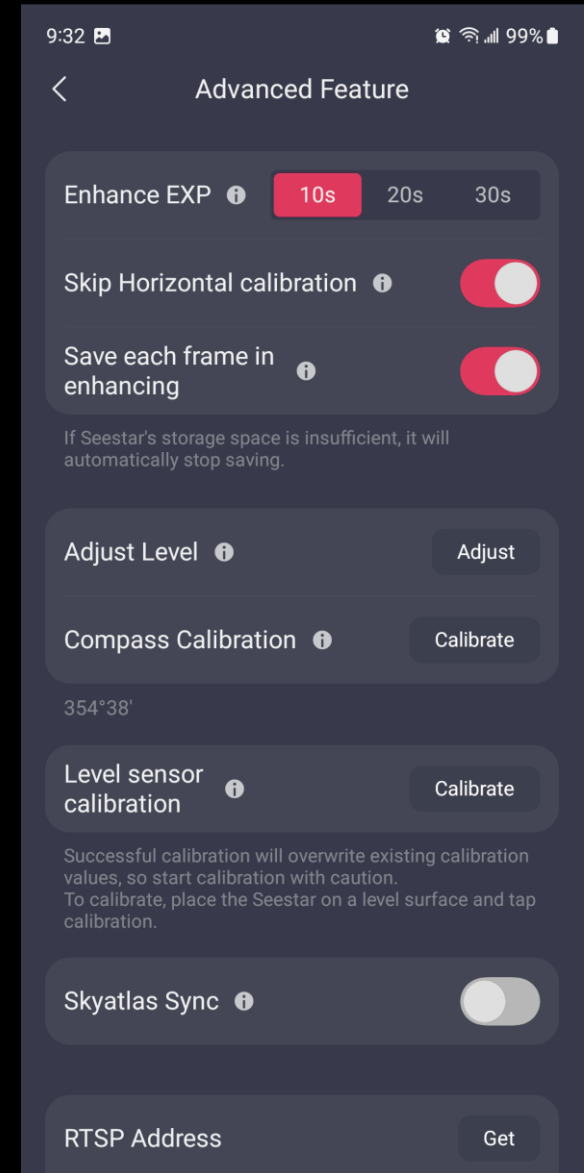 9:32 99%
Advanced Feature
Enhance EXP 10s 20s 30s
Skip Horizontal calibration
Save each frame in
enhancing
If Seestar's storage space is insufficient, it will
automatically stop saving.
Adjust Level Adjust
Compass Calibration Calibrate
354°38'
Level sensor
calibration Calibrate
Successful calibration will overwrite existing calibration
values, so start calibration with caution.
To calibrate, place the Seestar on a level surface and tap
calibration.
Skyatlas Sync
RTSP Address Get